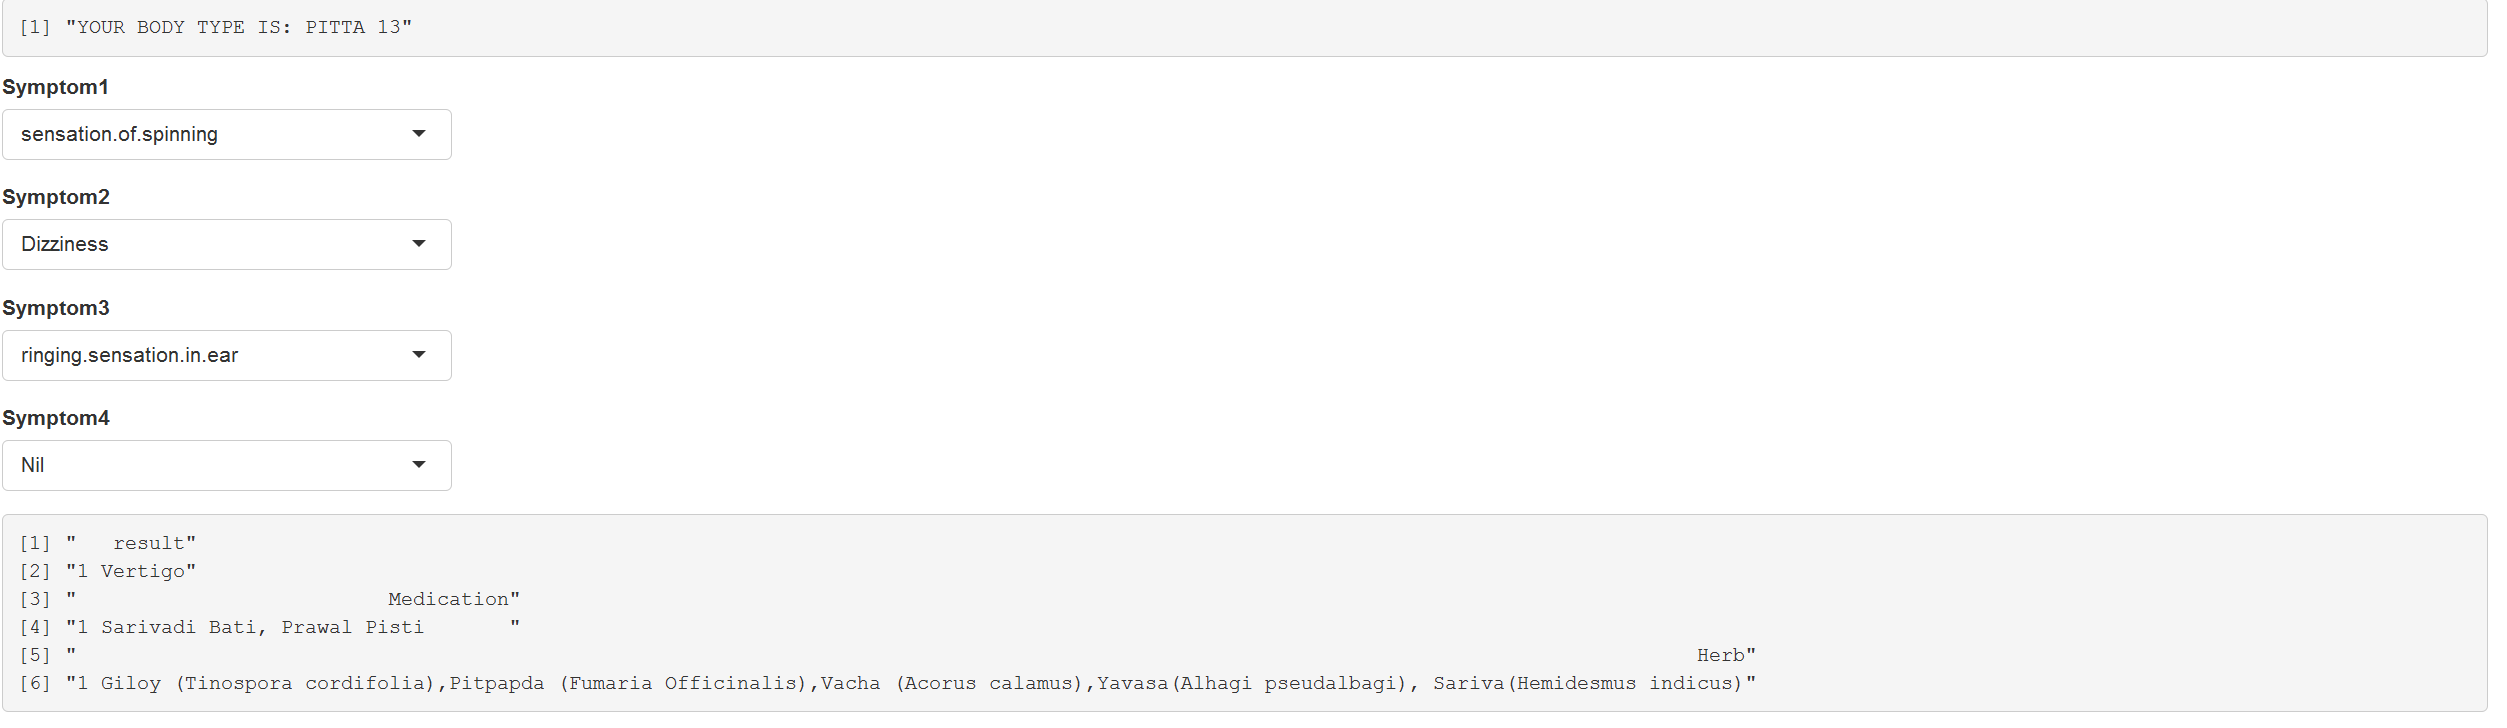 [1] "YOUR BODY TYPE IS: PITTA 13"
Symptom1
sensation.of.spinning
Symptom2
Dizziness
Symptom3
ringing.sensation.in.ear
Symptom4
Nil
[1] "   result"
[2] "1 Vertigo"
[3] "                          Medication"
[4] "1 Sarivadi Bati, Prawal Pisti       "
[5] "                                                                                                                                       Herb"
[6] "1 Giloy (Tinospora cordifolia),Pitpapda (Fumaria Officinalis),Vacha (Acorus calamus),Yavasa(Alhagi pseudalbagi), Sariva(Hemidesmus indicus)"